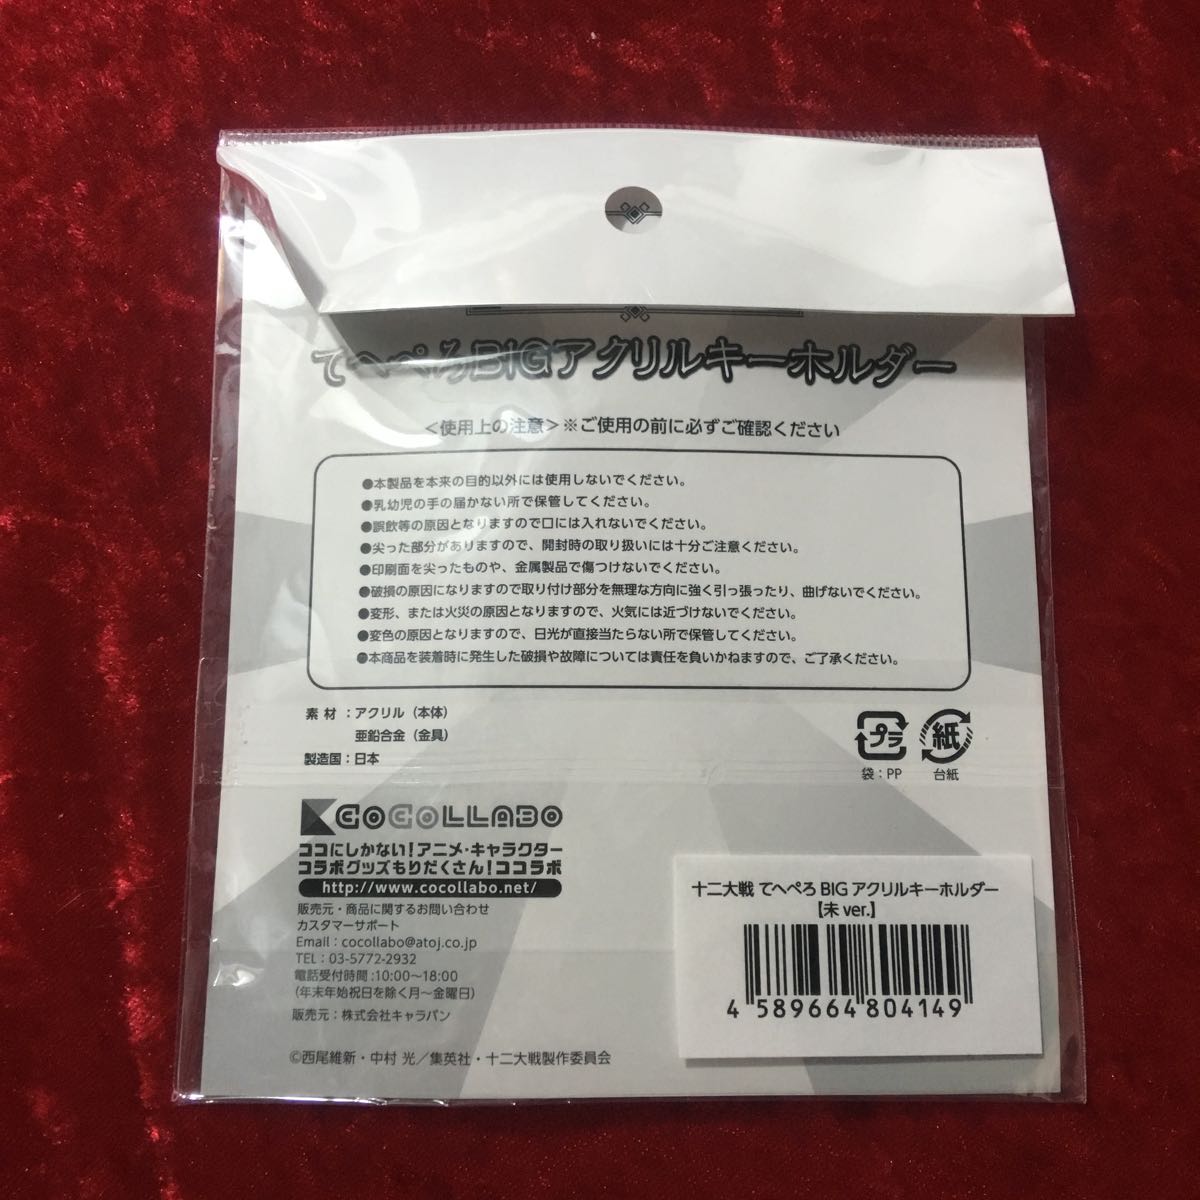 てへぺろBIGアクリルキーホルダー
<使用上の注意>※ご使用の前に必ずご確認ください
●本製品を本来の目的以外には使用しないでください。
●乳幼児の手の届かない所で保管してください。
●誤飲等の原因となりますので口には入れないでください。
●尖った部分がありますので、開封時の取り扱いには十分ご注意ください。
●印刷面を尖ったものや、金属製品で傷つけないでください。
●破損の原因になりますので取り付け部分を無理な方向に強く引っ張ったり、曲げないでください。
●変形、または火災の原因となりますので、火気には近づけないでください。
●変色の原因となりますので、日光が直接当たらない所で保管してください。
●本商品を装着時に発生した破損や故障については責任を負いかねますので、ご了承ください。
素材：アクリル（本体）
亜鉛合金（金具）
製造国：日本
プラ
袋：PP
紙
台紙
COCOLLABO
ココにしかない！アニメ・キャラクター
コラボグッズもりだくさん！ココラボ
http://www.cocollabo.net/
販売元・商品に関するお問い合わせ
カスタマーサポート
Email：cocollabo@atoj.co.jp
TEL：03-5772-2932
電話受付時間:10:00～18:00
（年末年始祝日を除く月～金曜日）
販売元：株式会社キャラバン
©西尾維新・中村 光／集英社・十二大戦製作委員会
十二大戦 てへぺろ BIG アクリルキーホルダー
【未 ver.】
4 589664 804149